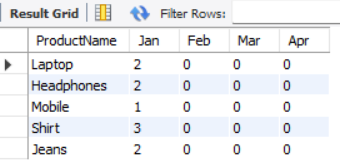 Result Grid Filter Rows:
ProductName Jan Feb Mar Apr
Laptop 2 0 0 0
Headphones 2 0 0 0
Mobile 1 0 0 0
Shirt 3 0 0 0
Jeans 2 0 0 0